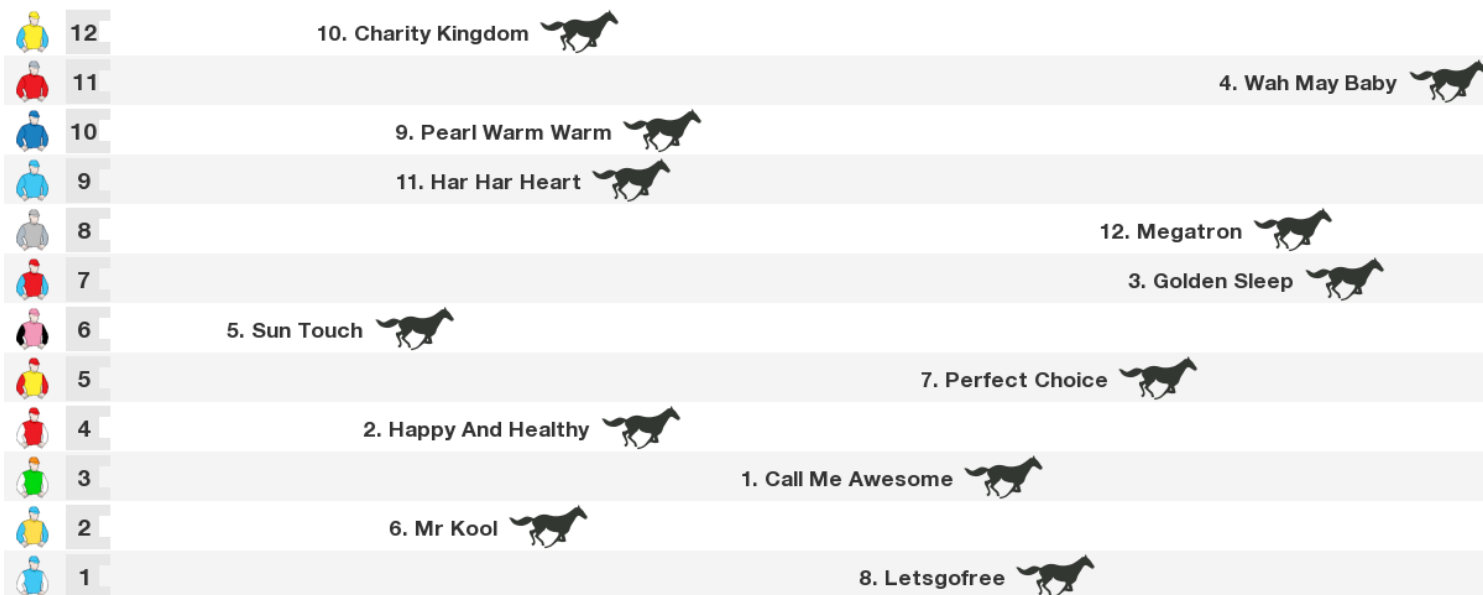 12 10. Charity Kingdom
11 4. Wah May Baby
10 9. Pearl Warm Warm
9 11. Har Har Heart
8 12. Megatron
7 3. Golden Sleep
6 5. Sun Touch
5 7. Perfect Choice
4 2. Happy And Healthy
3 1. Call Me Awesome
2 6. Mr Kool
1 8. Letsgofree